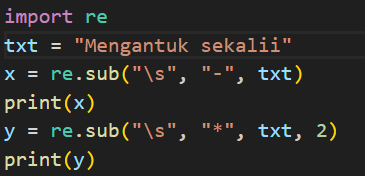 import re
txt = "Mengantuk sekalii"
x = re.sub("\s", "-", txt)
print(x)
y = re.sub("\s", "*", txt, 2)
print(y)